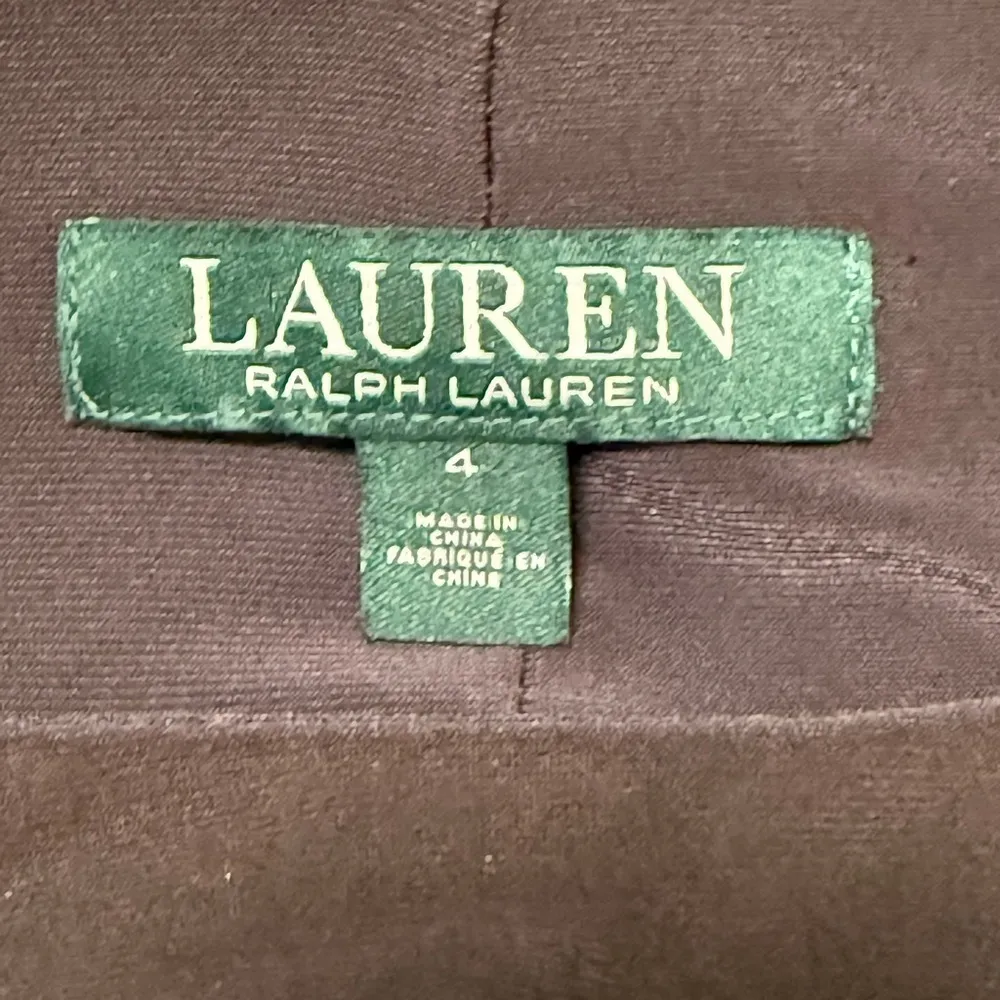 LAUREN
RALPH LAUREN
4
MADE IN
CHINA
FABRIQUÉ EN
CHINE